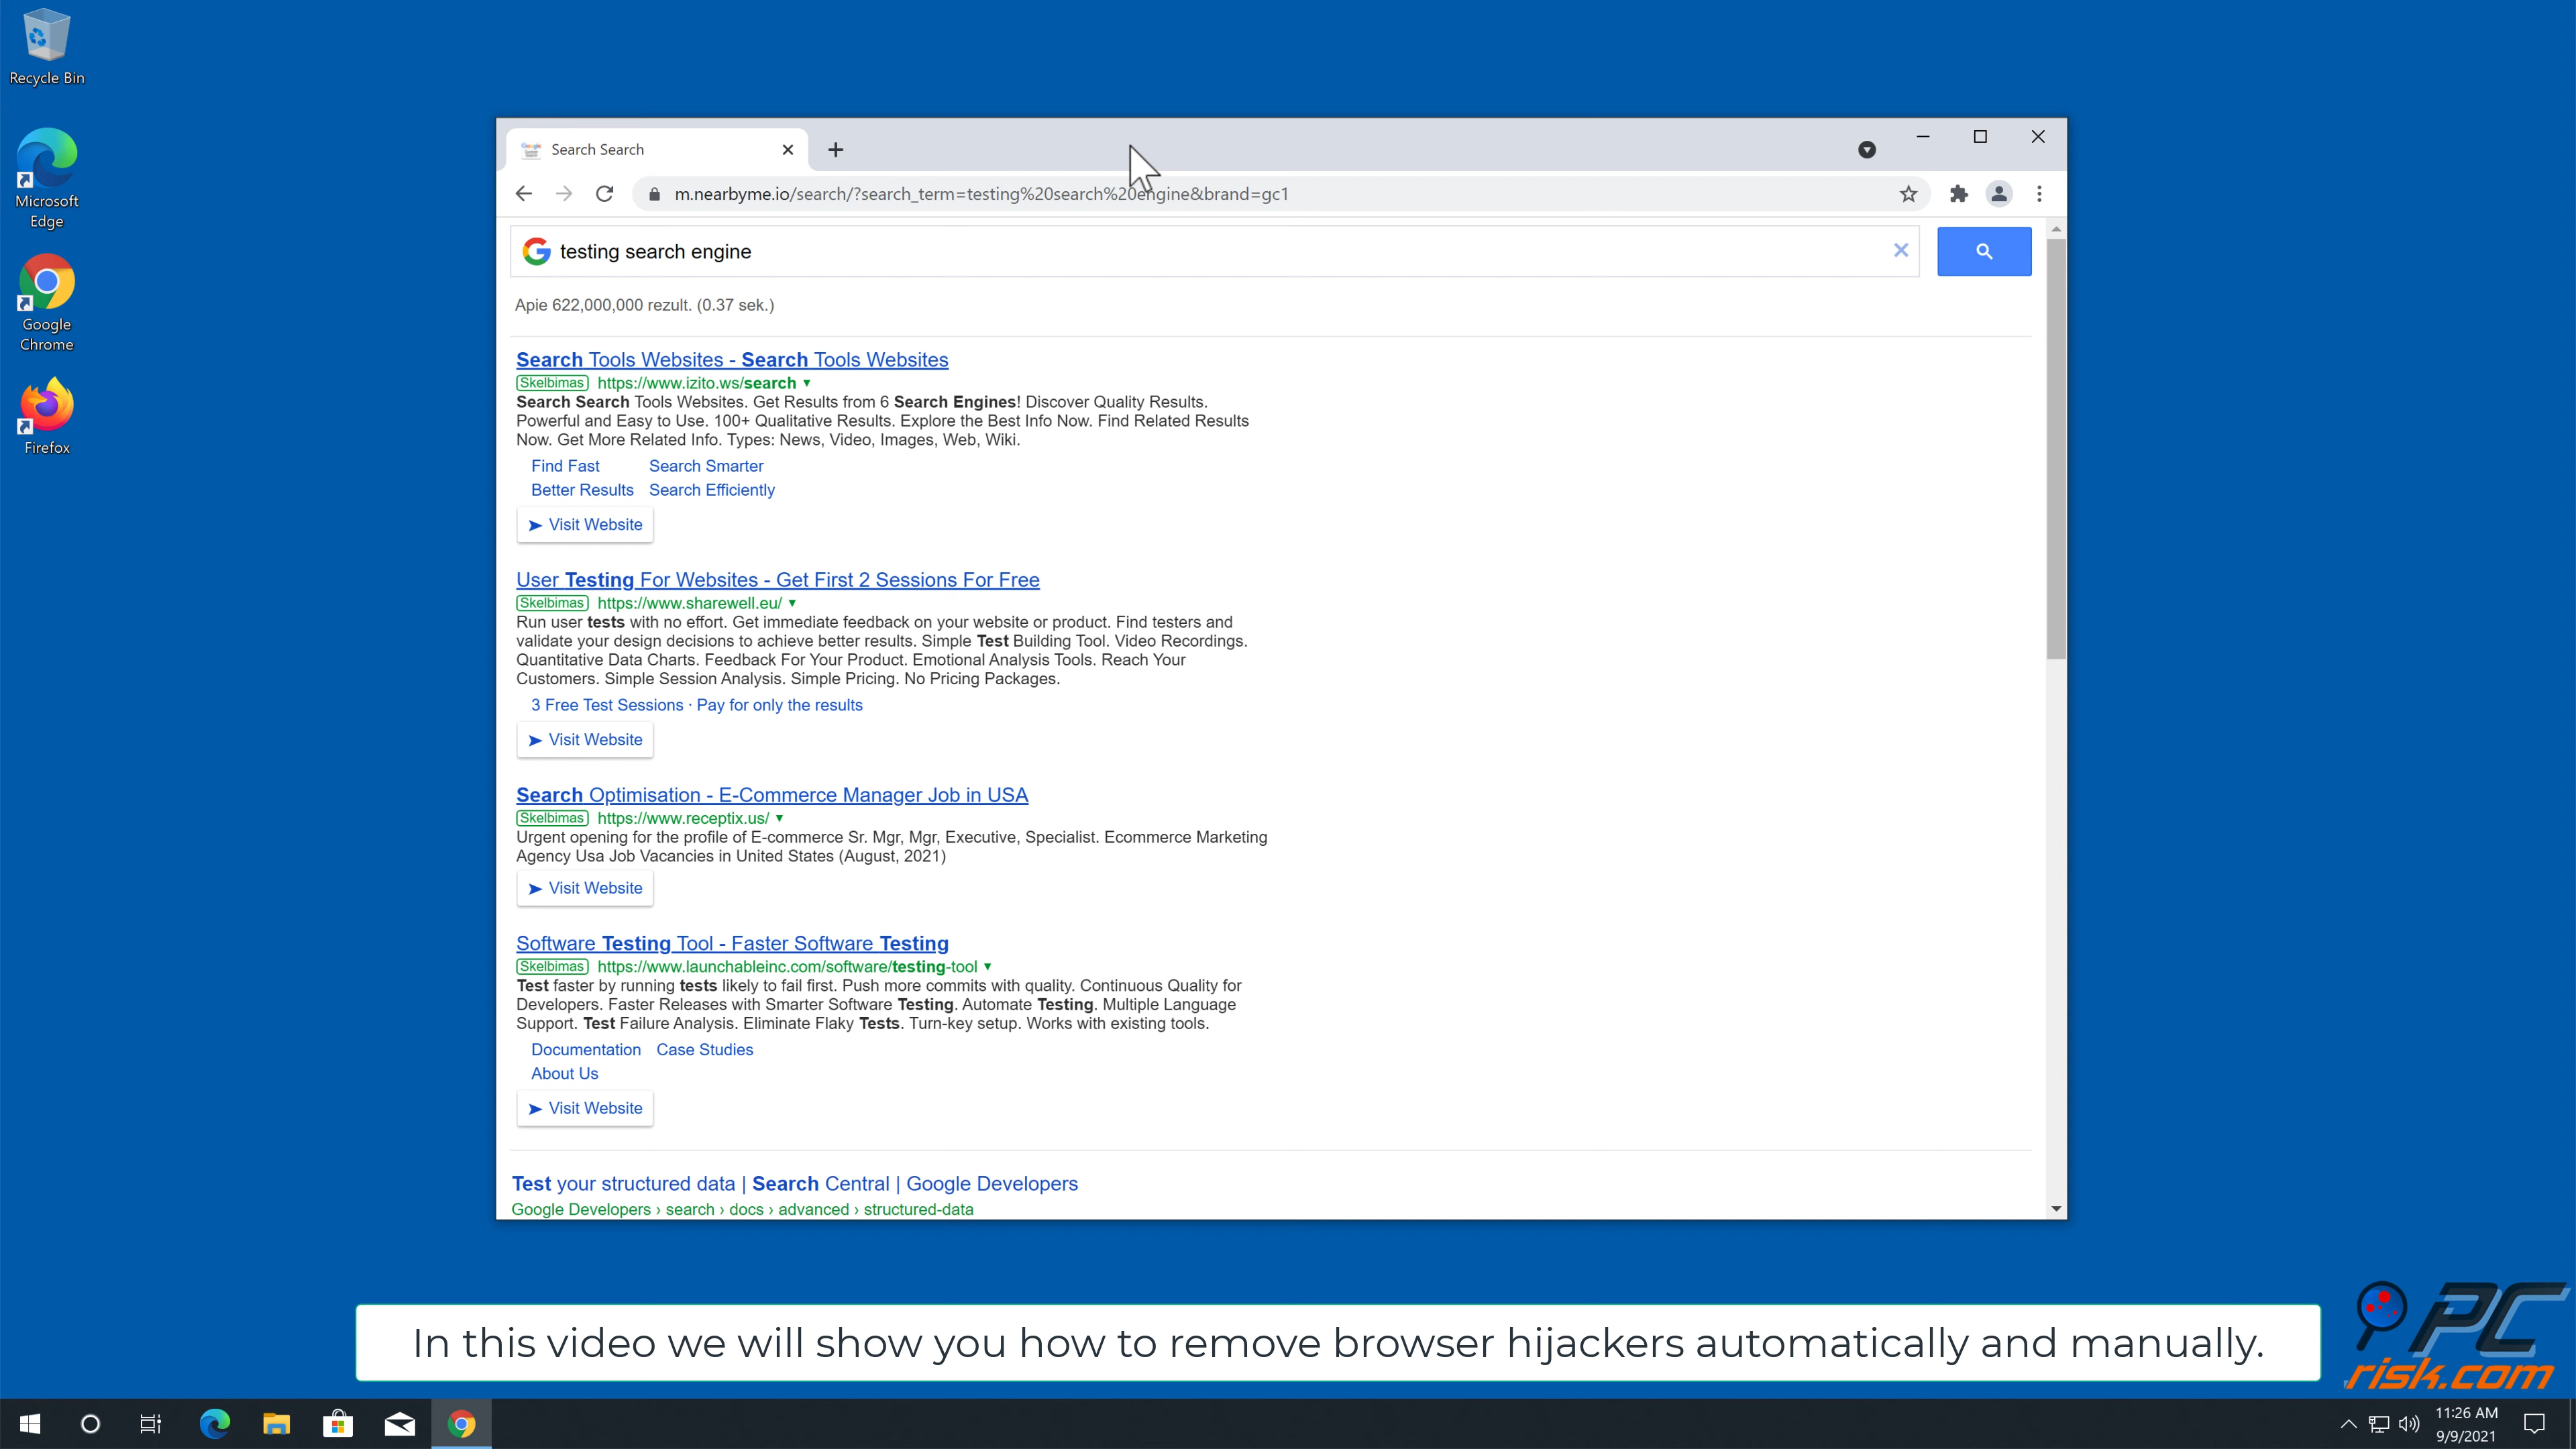 Recycle Bin
Microsoft
Edge
Google
Chrome
Firefox
Search Search
m.nearbyme.io/search/?search_term=testing%20search%20engine&brand=gc1
testing search engine
Apie 622,000,000 rezult. (0.37 sek.)
Search Tools Websites - Search Tools Websites
Skelbimas https://www.izito.ws/search ▼
Search Search Tools Websites. Get Results from 6 Search Engines! Discover Quality Results.
Powerful and Easy to Use. 100+ Qualitative Results. Explore the Best Info Now. Find Related Results
Now. Get More Related Info. Types: News, Video, Images, Web, Wiki.
Find Fast Search Smarter
Better Results Search Efficiently
➤ Visit Website
User Testing For Websites - Get First 2 Sessions For Free
Skelbimas https://www.sharewell.eu/ ▼
Run user tests with no effort. Get immediate feedback on your website or product. Find testers and
validate your design decisions to achieve better results. Simple Test Building Tool. Video Recordings.
Quantitative Data Charts. Feedback For Your Product. Emotional Analysis Tools. Reach Your
Customers. Simple Session Analysis. Simple Pricing. No Pricing Packages.
3 Free Test Sessions · Pay for only the results
➤ Visit Website
Search Optimisation - E-Commerce Manager Job in USA
Skelbimas https://www.receptix.us/ ▼
Urgent opening for the profile of E-commerce Sr. Mgr, Mgr, Executive, Specialist. Ecommerce Marketing
Agency Usa Job Vacancies in United States (August, 2021)
➤ Visit Website
Software Testing Tool - Faster Software Testing
Skelbimas https://www.launchableinc.com/software/testing-tool ▼
Test faster by running tests likely to fail first. Push more commits with quality. Continuous Quality for
Developers. Faster Releases with Smarter Software Testing. Automate Testing. Multiple Language
Support. Test Failure Analysis. Eliminate Flaky Tests. Turn-key setup. Works with existing tools.
Documentation Case Studies
About Us
➤ Visit Website
Test your structured data | Search Central | Google Developers
Google Developers › search › docs › advanced › structured-data
In this video we will show you how to remove browser hijackers automatically and manually.
PC
risk.com
11:26 AM
9/9/2021